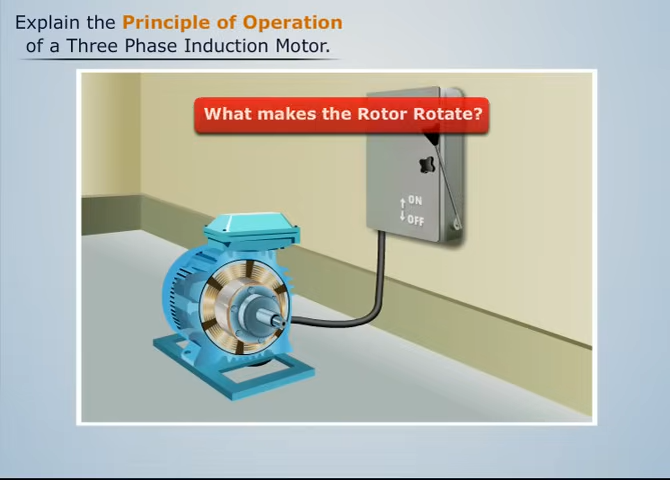 Explain the Principle of Operation
of a Three Phase Induction Motor.
What makes the Rotor Rotate?
↑ ON
↓ OFF